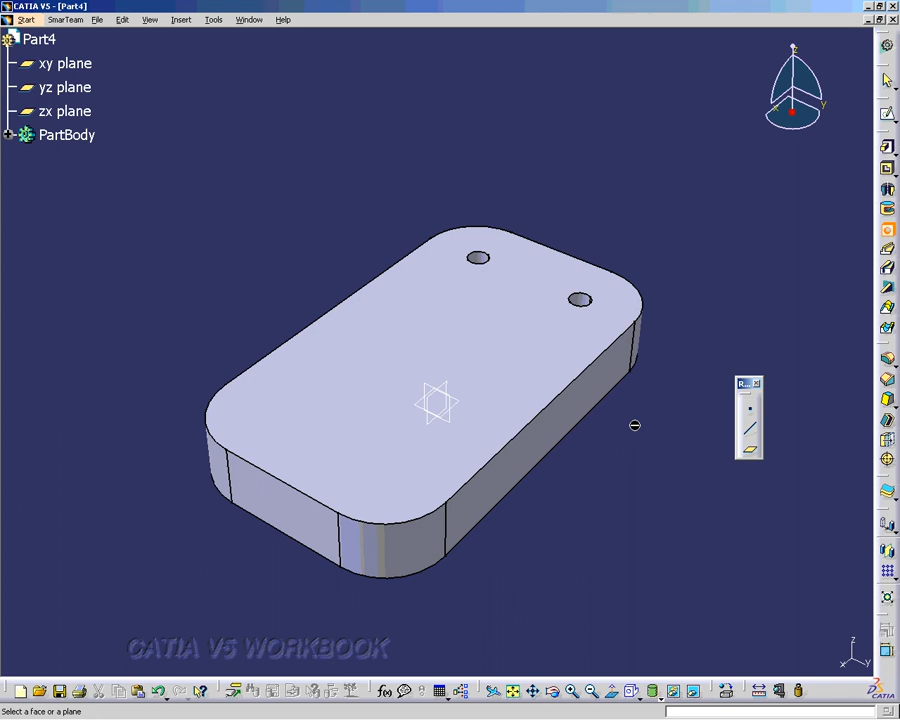 CATIA V5 - [Part4]
Start SmarTeam File Edit View Insert Tools Window Help
Part4
xy plane
yz plane
zx plane
PartBody
z
x y
R...
CATIA V5 WORKBOOK
z
x y
f(x)
CATIA
Select a face or a plane